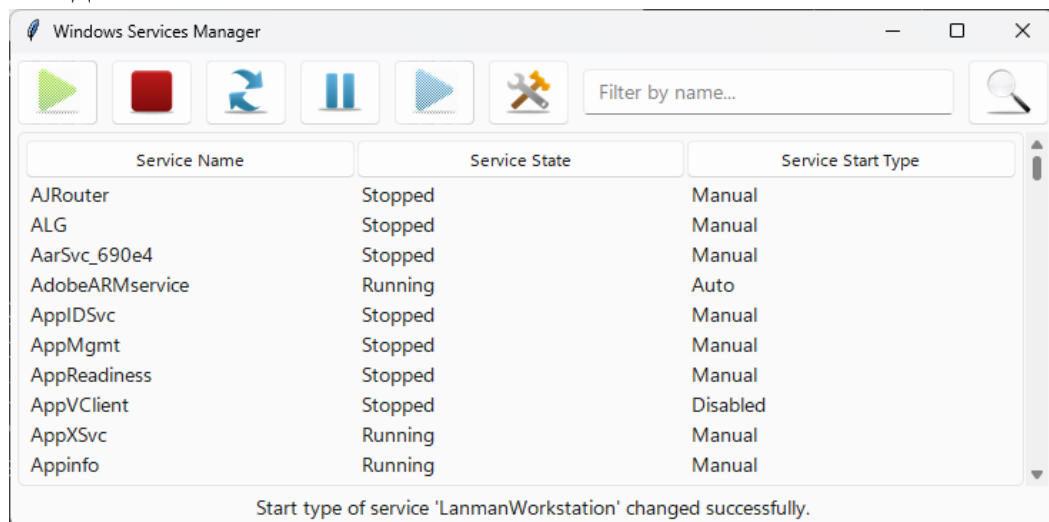 Windows Services Manager
Filter by name...
Service Name Service State Service Start Type
AJRouter Stopped Manual
ALG Stopped Manual
AarSvc_690e4 Stopped Manual
AdobeARMservice Running Auto
AppIDSvc Stopped Manual
AppMgmt Stopped Manual
AppReadiness Stopped Manual
AppVClient Stopped Disabled
AppXSvc Running Manual
Appinfo Running Manual
Start type of service 'LanmanWorkstation' changed successfully.